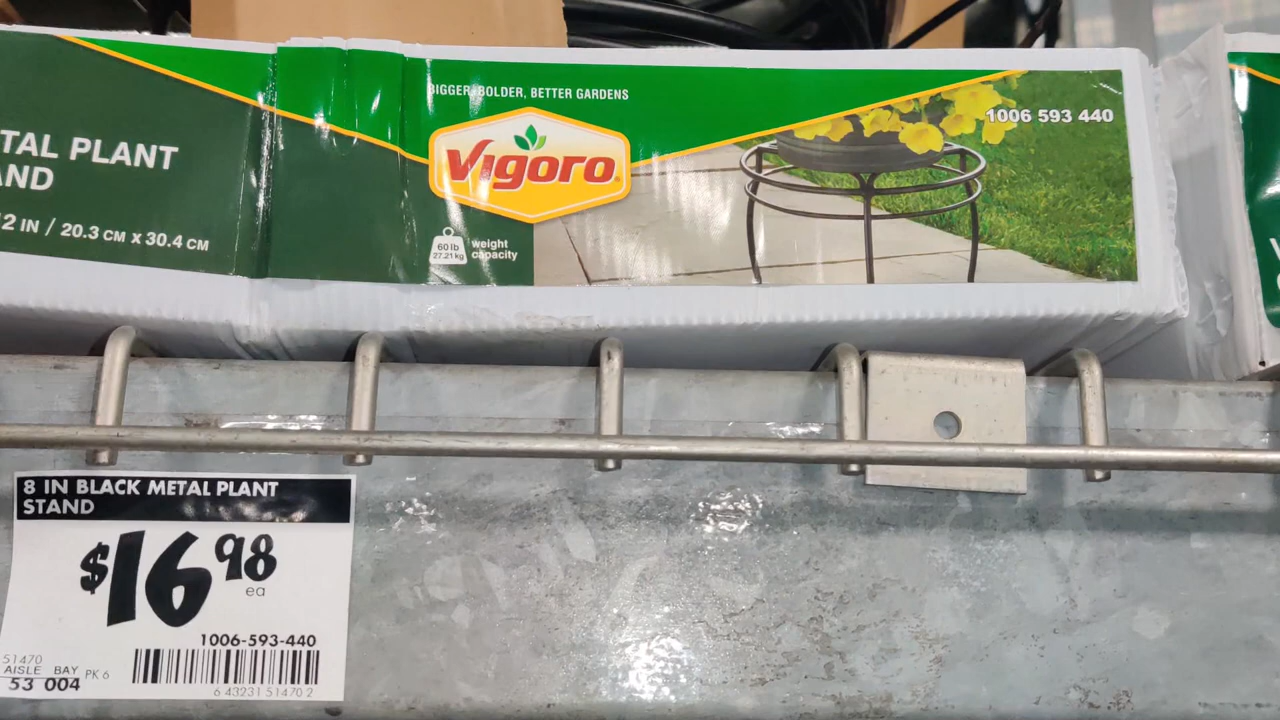 BIGGER, BOLDER, BETTER GARDENS
Vigoro
1006 593 440
TAL PLANT
AND
2 IN / 20.3 CM x 30.4 CM
60 lb
27.21 kg
weight
capacity
8 IN BLACK METAL PLANT
STAND
$16 98
ea
1006-593-440
51470
AISLE BAY PK 6
53 004
6 43231 51470 2